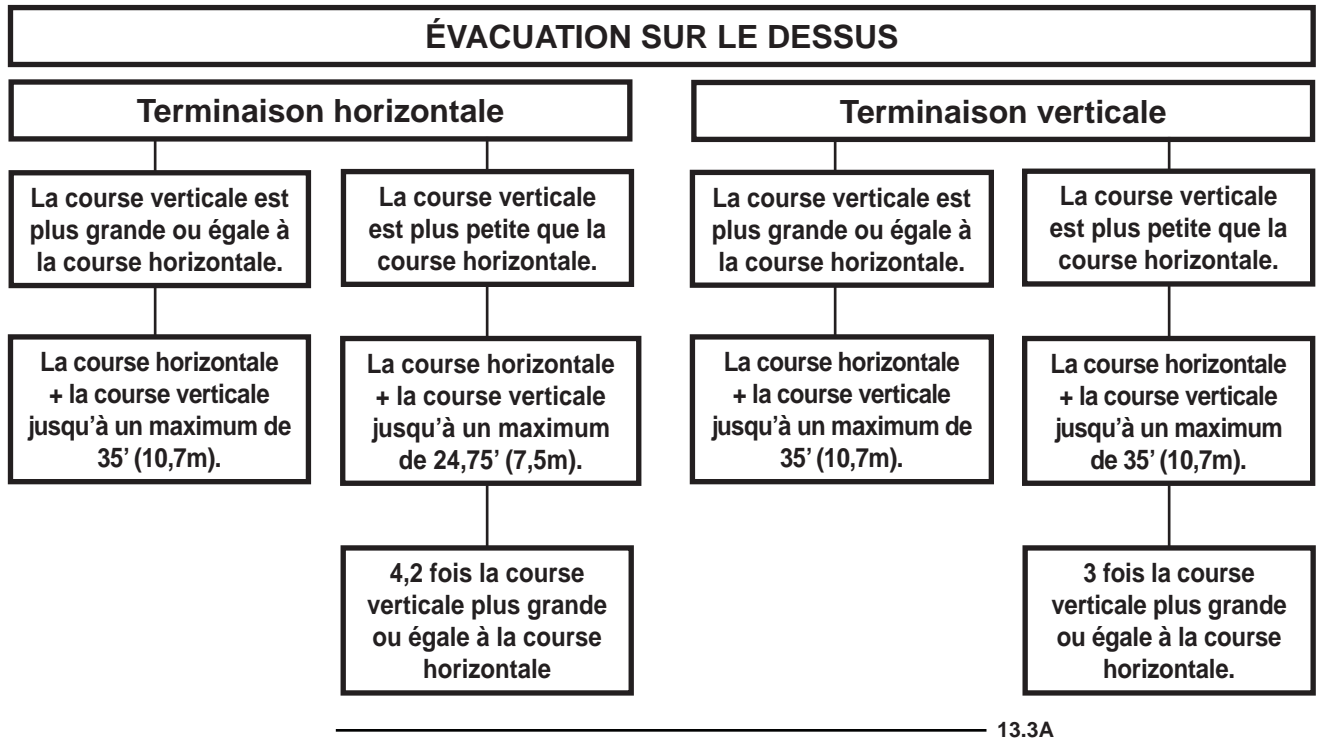 ÉVACUATION SUR LE DESSUS
Terminaison horizontale
La course verticale est
plus grande ou égale à
la course horizontale.
La course horizontale
+ la course verticale
jusqu'à un maximum de
35' (10,7m).
La course verticale
est plus petite que la
course horizontale.
La course horizontale
+ la course verticale
jusqu'à un maximum
de 24,75' (7,5m).
4,2 fois la course
verticale plus grande
ou égale à la course
horizontale
Terminaison verticale
La course verticale est
plus grande ou égale à
la course horizontale.
La course horizontale
+ la course verticale
jusqu'à un maximum de
35' (10,7m).
La course verticale
est plus petite que la
course horizontale.
La course horizontale
+ la course verticale
jusqu'à un maximum
de 35' (10,7m).
3 fois la course
verticale plus grande
ou égale à la course
horizontale.
13.3A